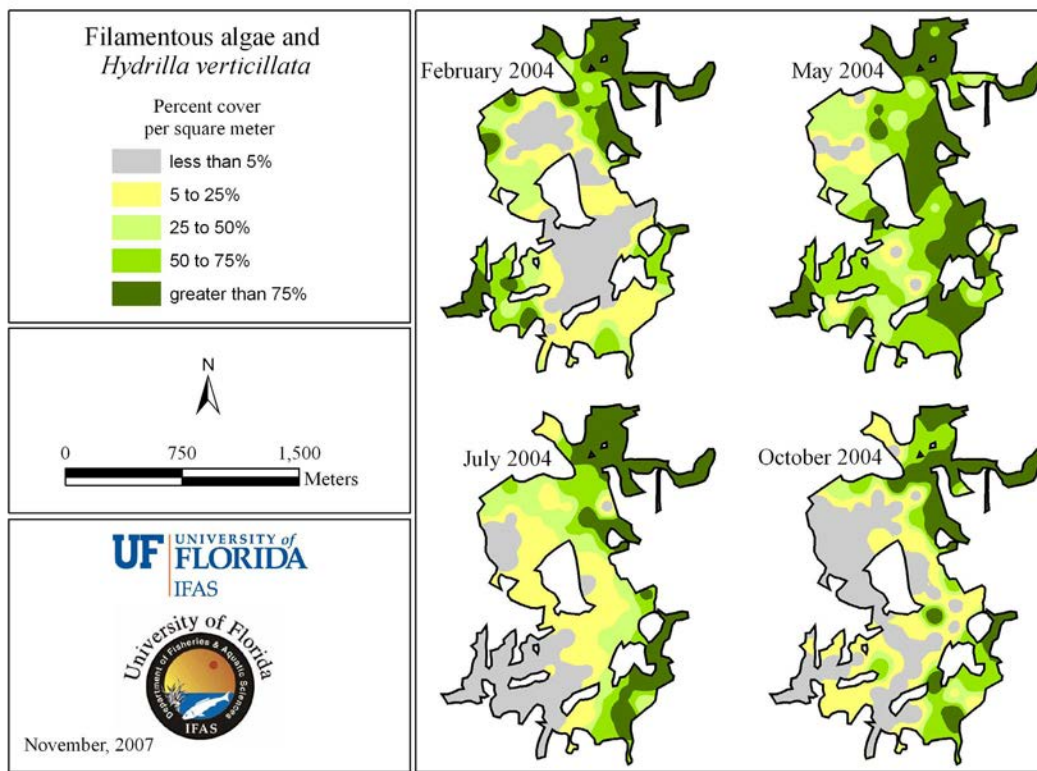 Filamentous algae and
Hydrilla verticillata
Percent cover
per square meter
less than 5%
5 to 25%
25 to 50%
50 to 75%
greater than 75%
N
0 750 1,500
Meters
UF UNIVERSITY of
FLORIDA
IFAS
University of Florida
Department of Fisheries & Aquatic Sciences
IFAS
November, 2007
February 2004
May 2004
July 2004
October 2004